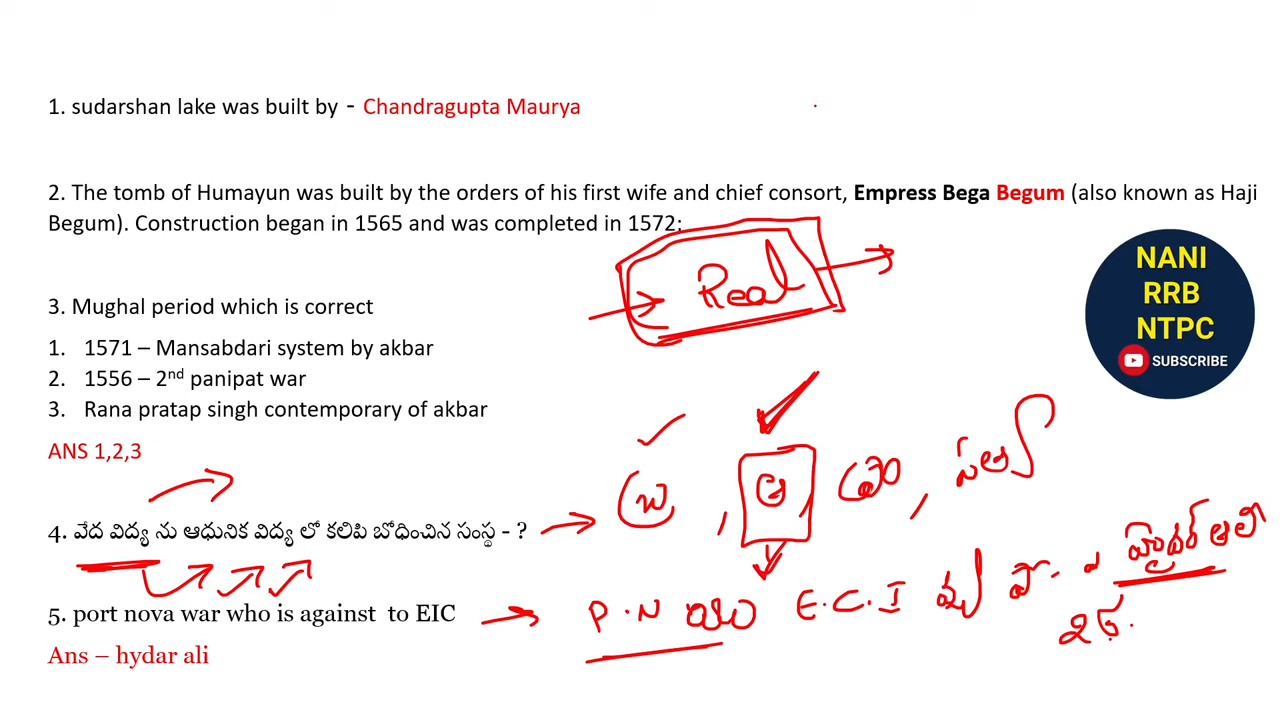 1. sudarshan lake was built by - Chandragupta Maurya
2. The tomb of Humayun was built by the orders of his first wife and chief consort, Empress Bega Begum (also known as Haji
Begum). Construction began in 1565 and was completed in 1572;
Real
NANI
RRB
NTPC
SUBSCRIBE
3. Mughal period which is correct
1. 1571 – Mansabdari system by akbar
2. 1556 – 2nd panipat war
3. Rana pratap singh contemporary of akbar
ANS 1,2,3
4. వేద విద్య ను ఆధునిక విద్య లో కలిపి బోధించిన సంస్థ - ?
5. port nova war who is against to EIC
P.N E.C.I హైదర్ ఆలీ
Ans – hydar ali